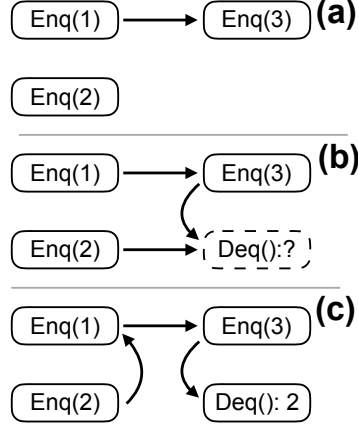 Enq(1) Enq(3) (a)
Enq(2)
(b)
Enq(1) Enq(3)
Enq(2) Deq():?
(c)
Enq(1) Enq(3)
Enq(2) Deq(): 2